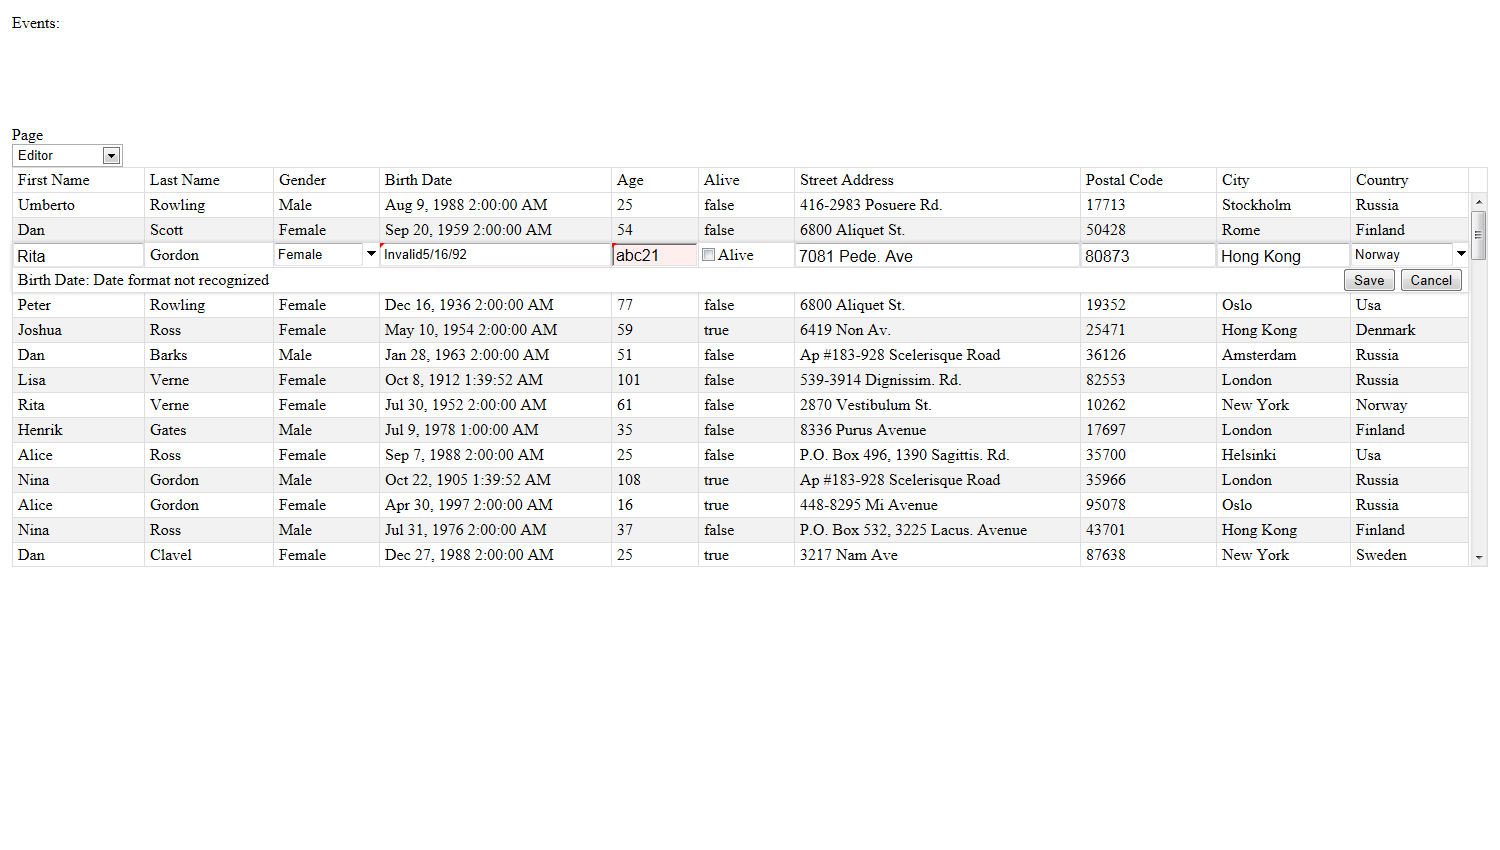 Events:
Page
Editor
First Name Last Name Gender Birth Date Age Alive Street Address Postal Code City Country
Umberto Rowling Male Aug 9, 1988 2:00:00 AM 25 false 416-2983 Posuere Rd. 17713 Stockholm Russia
Dan Scott Female Sep 20, 1959 2:00:00 AM 54 false 6800 Aliquet St. 50428 Rome Finland
Rita Gordon Female Invalid5/16/92 abc21 Alive 7081 Pede. Ave 80873 Hong Kong Norway
Birth Date: Date format not recognized Save Cancel
Peter Rowling Female Dec 16, 1936 2:00:00 AM 77 false 6800 Aliquet St. 19352 Oslo Usa
Joshua Ross Female May 10, 1954 2:00:00 AM 59 true 6419 Non Av. 25471 Hong Kong Denmark
Dan Barks Male Jan 28, 1963 2:00:00 AM 51 false Ap #183-928 Scelerisque Road 36126 Amsterdam Russia
Lisa Verne Female Oct 8, 1912 1:39:52 AM 101 false 539-3914 Dignissim. Rd. 82553 London Russia
Rita Verne Female Jul 30, 1952 2:00:00 AM 61 false 2870 Vestibulum St. 10262 New York Norway
Henrik Gates Male Jul 9, 1978 1:00:00 AM 35 false 8336 Purus Avenue 17697 London Finland
Alice Ross Female Sep 7, 1988 2:00:00 AM 25 false P.O. Box 496, 1390 Sagittis. Rd. 35700 Helsinki Usa
Nina Gordon Male Oct 22, 1905 1:39:52 AM 108 true Ap #183-928 Scelerisque Road 35966 London Russia
Alice Gordon Female Apr 30, 1997 2:00:00 AM 16 true 448-8295 Mi Avenue 95078 Oslo Russia
Nina Ross Male Jul 31, 1976 2:00:00 AM 37 false P.O. Box 532, 3225 Lacus. Avenue 43701 Hong Kong Finland
Dan Clavel Female Dec 27, 1988 2:00:00 AM 25 true 3217 Nam Ave 87638 New York Sweden